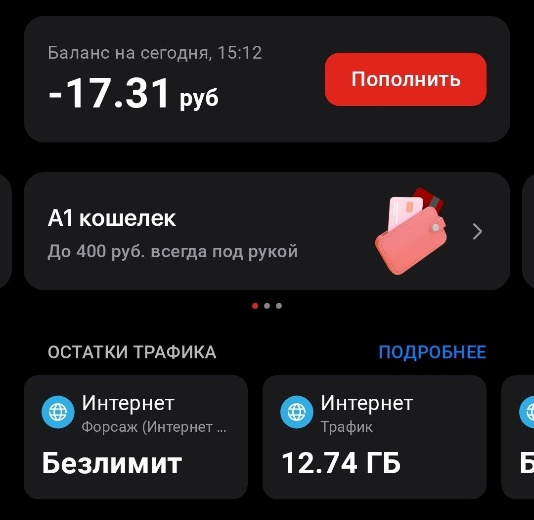 Баланс на сегодня, 15:12
-17.31 руб
Пополнить
А1 кошелек
До 400 руб. всегда под рукой
ОСТАТКИ ТРАФИКА
ПОДРОБНЕЕ
Интернет
Форсаж (Интернет ...
Безлимит
Интернет
Трафик
12.74 ГБ